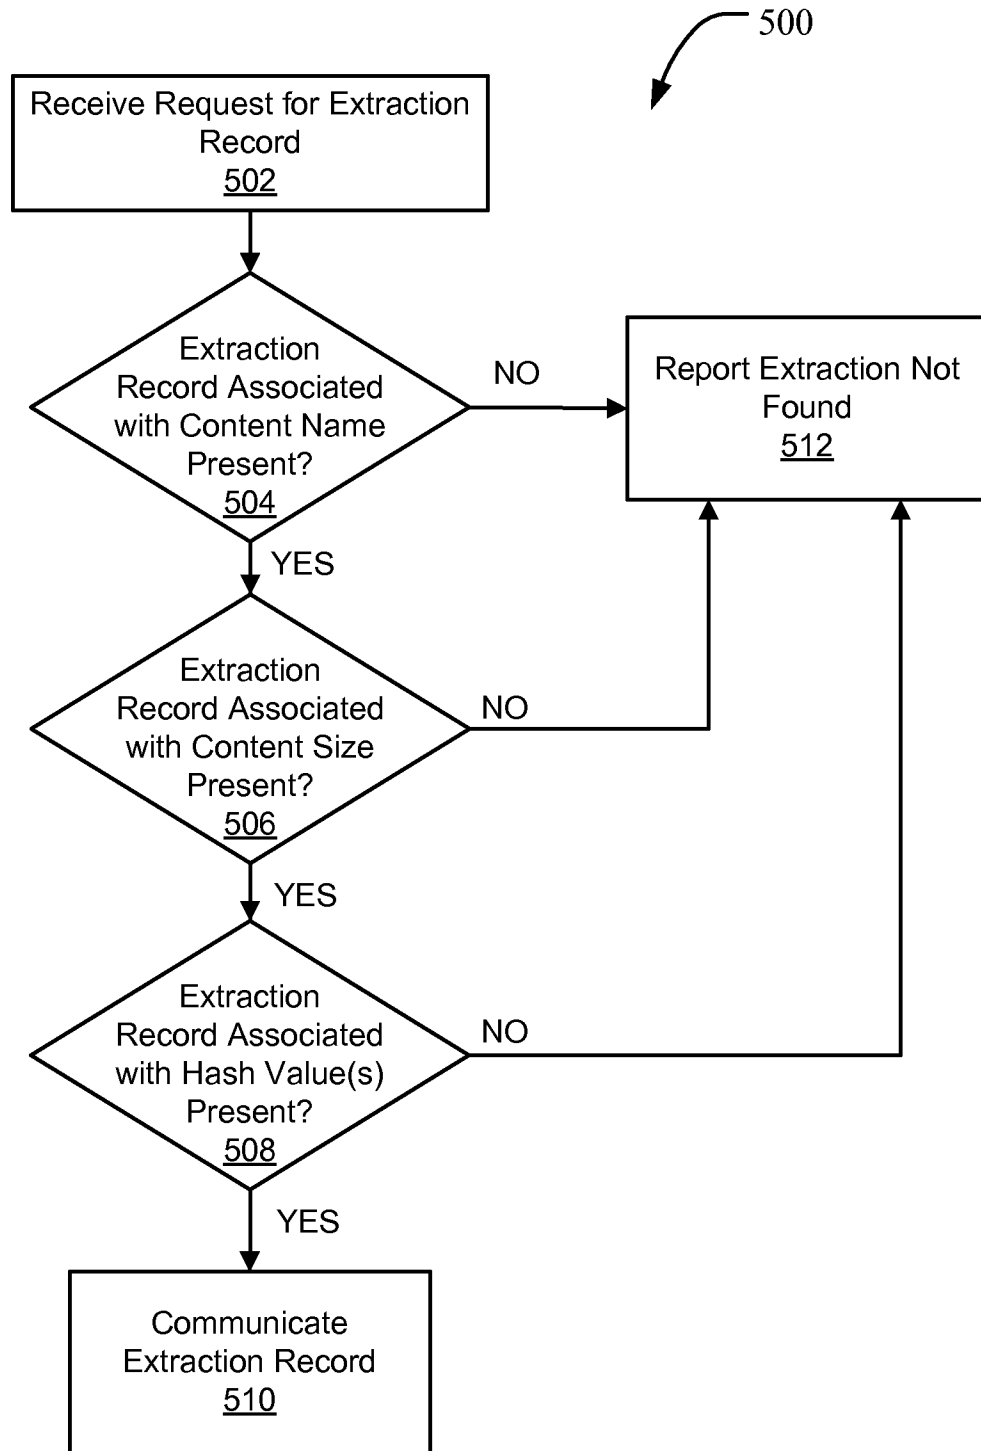 500
Receive Request for Extraction
Record
502
Extraction
Record Associated
with Content Name
Present?
504
NO
Report Extraction Not
Found
512
YES
Extraction
Record Associated
with Content Size
Present?
506
NO
YES
Extraction
Record Associated
with Hash Value(s)
Present?
508
NO
YES
Communicate
Extraction Record
510